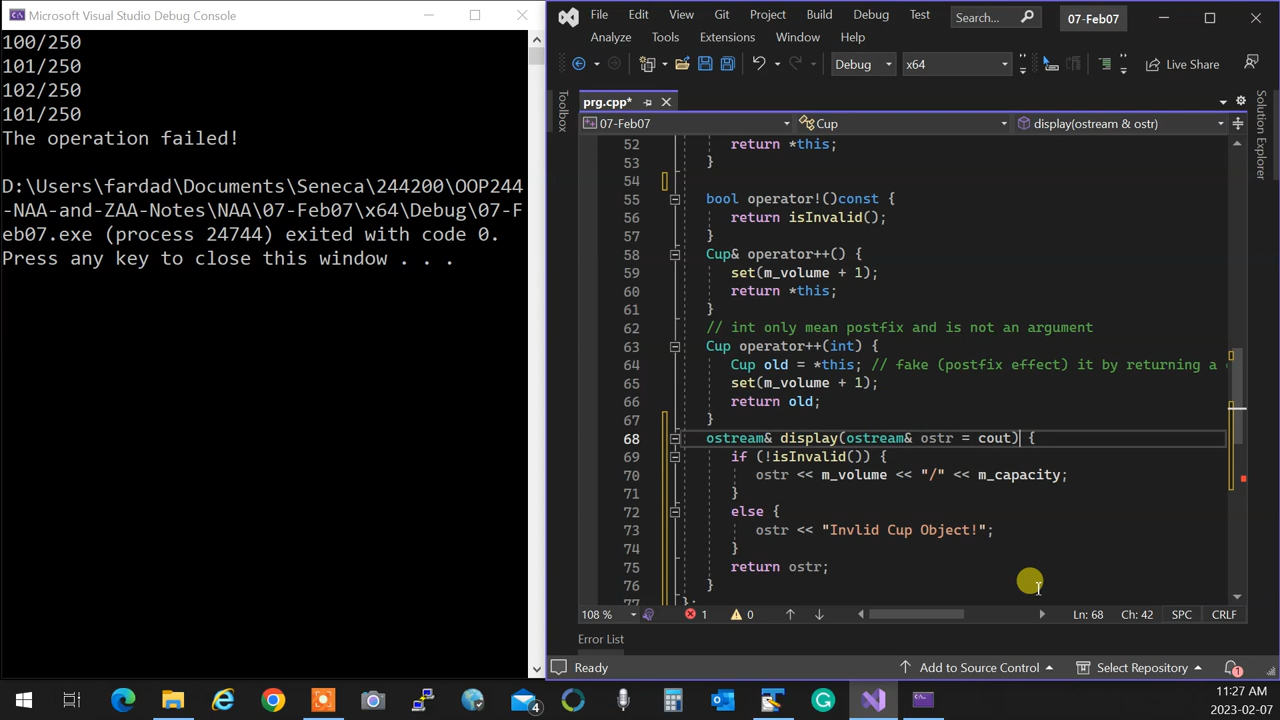 Microsoft Visual Studio Debug Console
100/250
101/250
102/250
101/250
The operation failed!
D:\Users\fardad\Documents\Seneca\244200\OOP244
-NAA-and-ZAA-Notes\NAA\07-Feb07\x64\Debug\07-F
eb07.exe (process 24744) exited with code 0.
Press any key to close this window . . .
File Edit View Git Project Build Debug Test Search... 07-Feb07
Analyze Tools Extensions Window Help
Debug x64 Live Share
Toolbox
prg.cpp*
Solution Explorer
07-Feb07 Cup display(ostream & ostr)
52 return *this;
53 }
54
55 bool operator!()const {
56 return isInvalid();
57 }
58 Cup& operator++() {
59 set(m_volume + 1);
60 return *this;
61 }
62 // int only mean postfix and is not an argument
63 Cup operator++(int) {
64 Cup old = *this; // fake (postfix effect) it by returning a
65 set(m_volume + 1);
66 return old;
67 }
68 ostream& display(ostream& ostr = cout) {
69 if (!isInvalid()) {
70 ostr << m_volume << "/" << m_capacity;
71 }
72 else {
73 ostr << "Invlid Cup Object!";
74 }
75 return ostr;
76 }
77 };
108 % 1 0 Ln: 68 Ch: 42 SPC CRLF
Error List
Ready Add to Source Control Select Repository 1
4
11:27 AM
2023-02-07